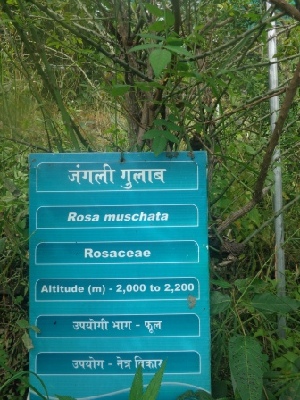 जंगली गुलाब
Rosa muschata
Rosaceae
Altitude (m) - 2,000 to 2,200
उपयोगी भाग - फूल
उपयोग - नेत्र विकार